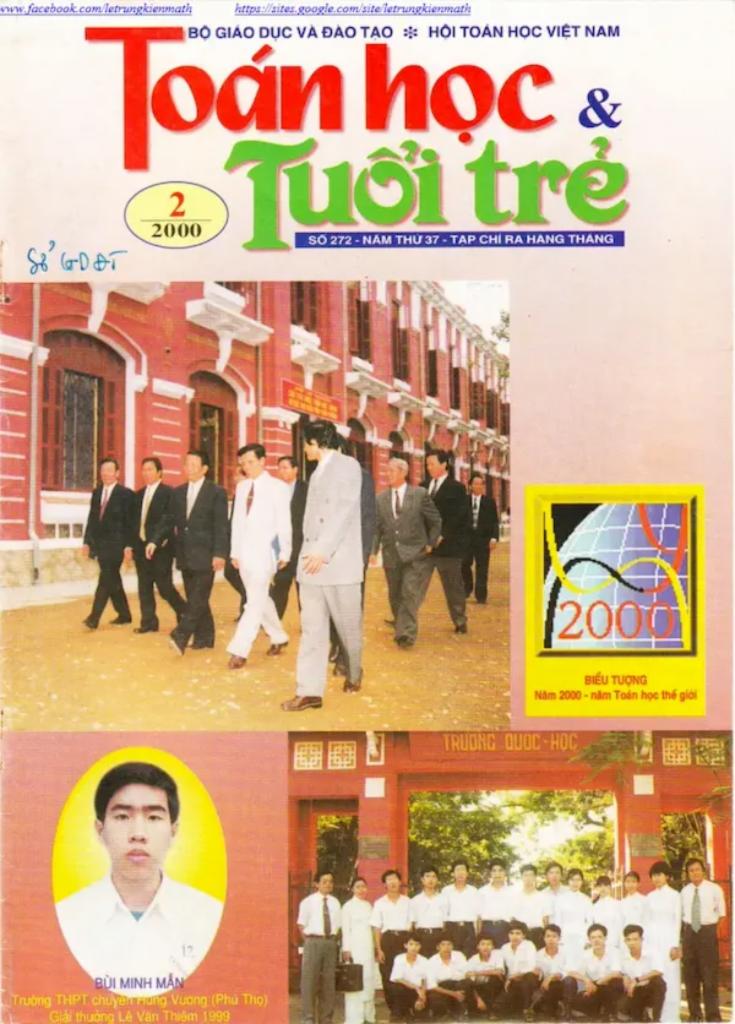 www.facebook.com/letrungkienmath https://sites.google.com/site/letrungkienmath
BỘ GIÁO DỤC VÀ ĐÀO TẠO ✻ HỘI TOÁN HỌC VIỆT NAM
Toán học &
Tuổi trẻ
2
2000
SỐ 272 - NĂM THỨ 37 - TẠP CHÍ RA HÀNG THÁNG
Sở GDĐT
2000
BIỂU TƯỢNG
Năm 2000 - năm Toán học thế giới
TRƯỜNG QUỐC-HỌC
12
BÙI MINH MẪN
Trường THPT chuyên Hùng Vương (Phú Thọ)
Giải thưởng Lê Văn Thiêm 1999